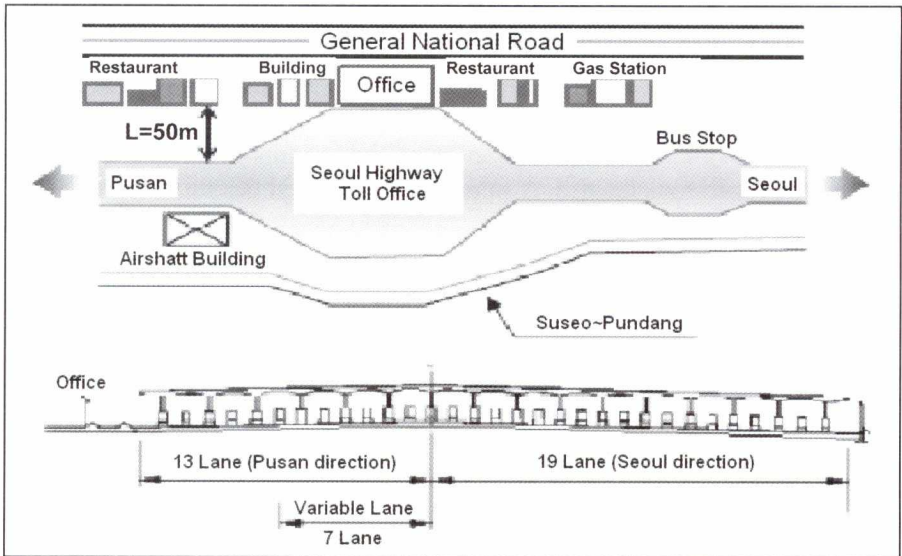 General National Road
Restaurant
Building
Office
Restaurant
Gas Station
L=50m
Bus Stop
Pusan
Seoul Highway
Toll Office
Seoul
Airshatt Building
Suseo~Pundang
Office
13 Lane (Pusan direction)
19 Lane (Seoul direction)
Variable Lane
7 Lane